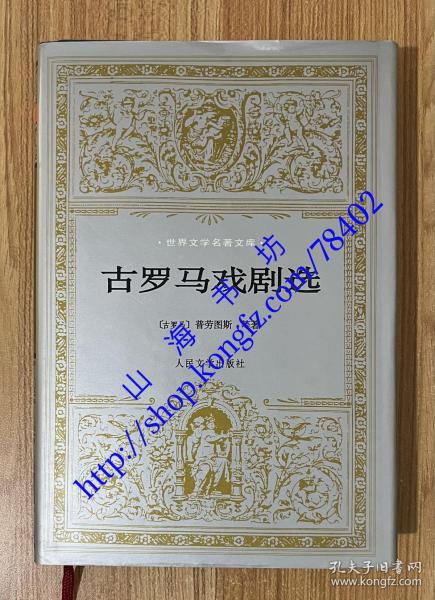 ·世界文学名著文库·
古罗马戏剧选
〔古罗马〕普劳图斯 等著
人民文学出版社
山海书坊
http://shop.kongfz.com/78402
孔夫子旧书网
www.kongfz.com